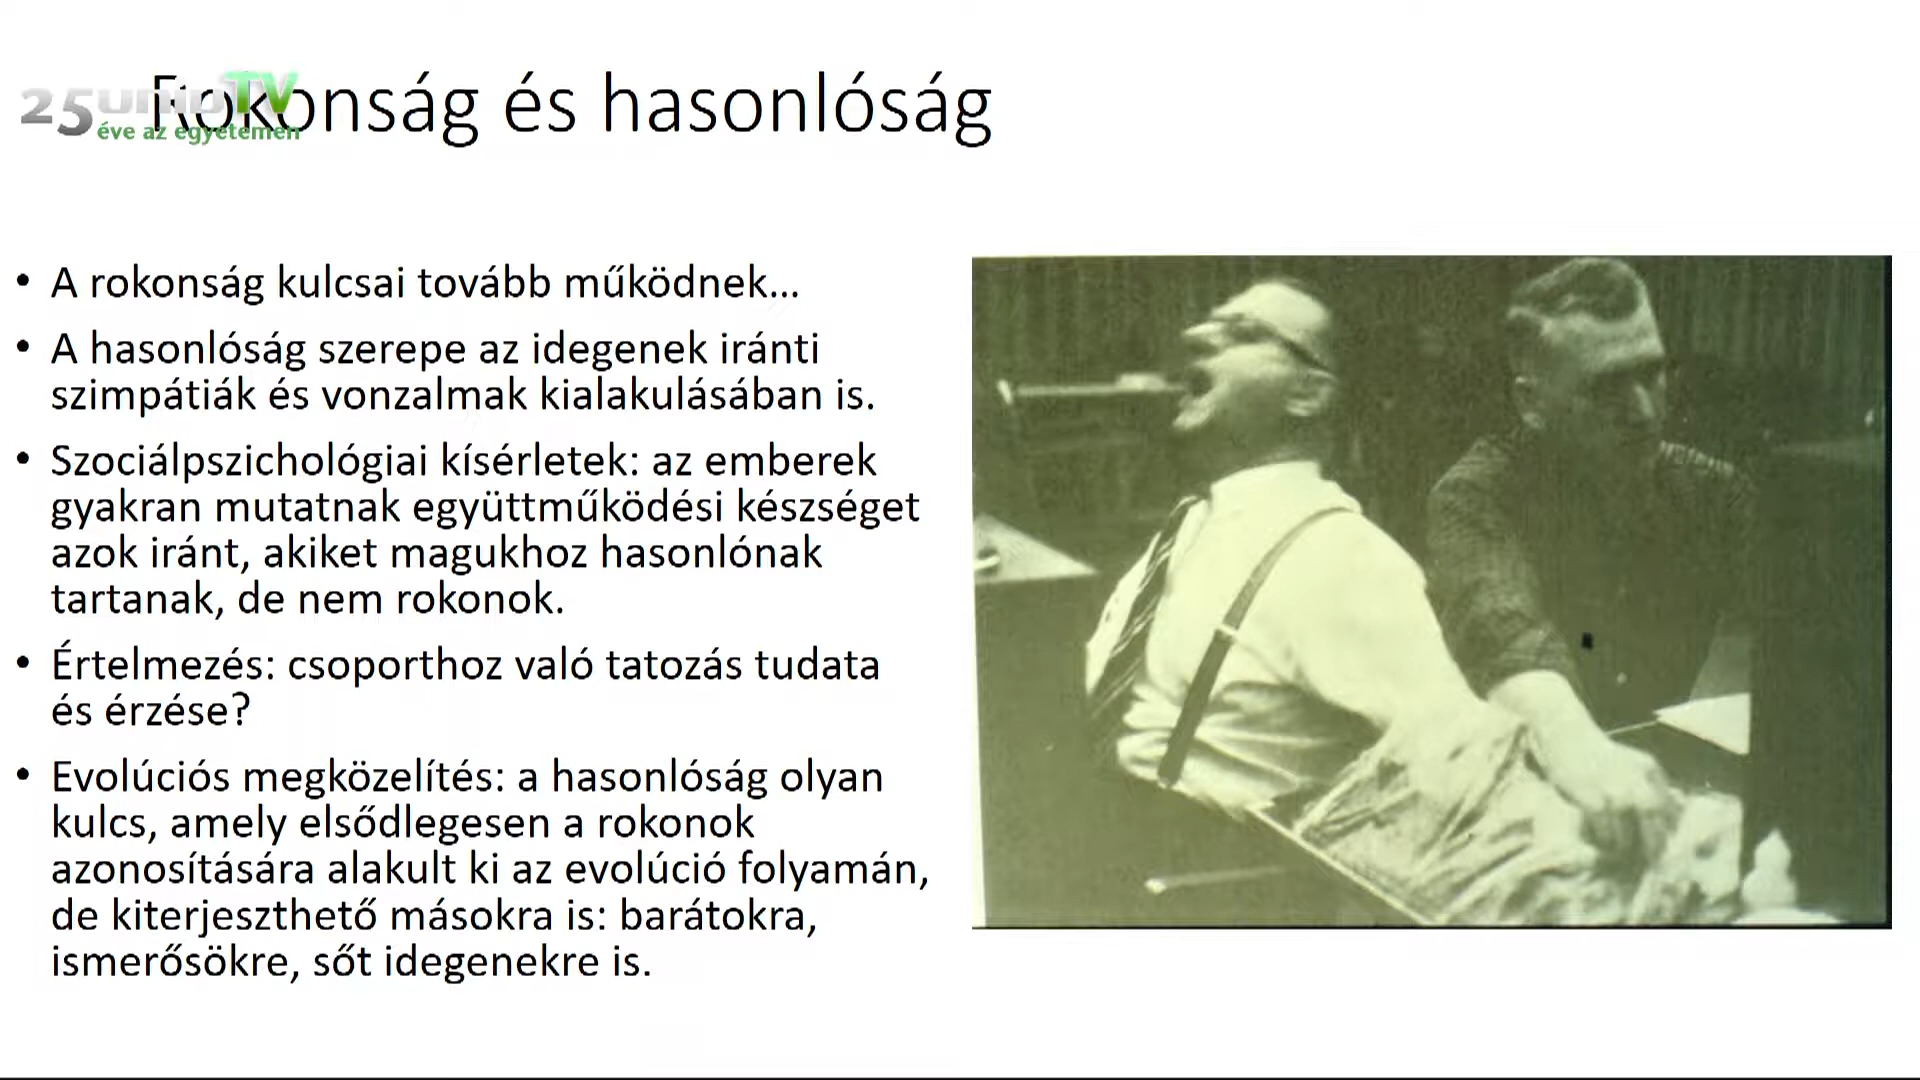 25 unipTV
éve az egyetemen
Rokonság és hasonlóság
• A rokonság kulcsai tovább működnek...
• A hasonlóság szerepe az idegenek iránti
szimpátiák és vonzalmak kialakulásában is.
• Szociálpszichológiai kísérletek: az emberek
gyakran mutatnak együttműködési készséget
azok iránt, akiket magukhoz hasonlónak
tartanak, de nem rokonok.
• Értelmezés: csoporthoz való tatozás tudata
és érzése?
• Evolúciós megközelítés: a hasonlóság olyan
kulcs, amely elsődlegesen a rokonok
azonosítására alakult ki az evolúció folyamán,
de kiterjeszthető másokra is: barátokra,
ismerősökre, sőt idegenekre is.